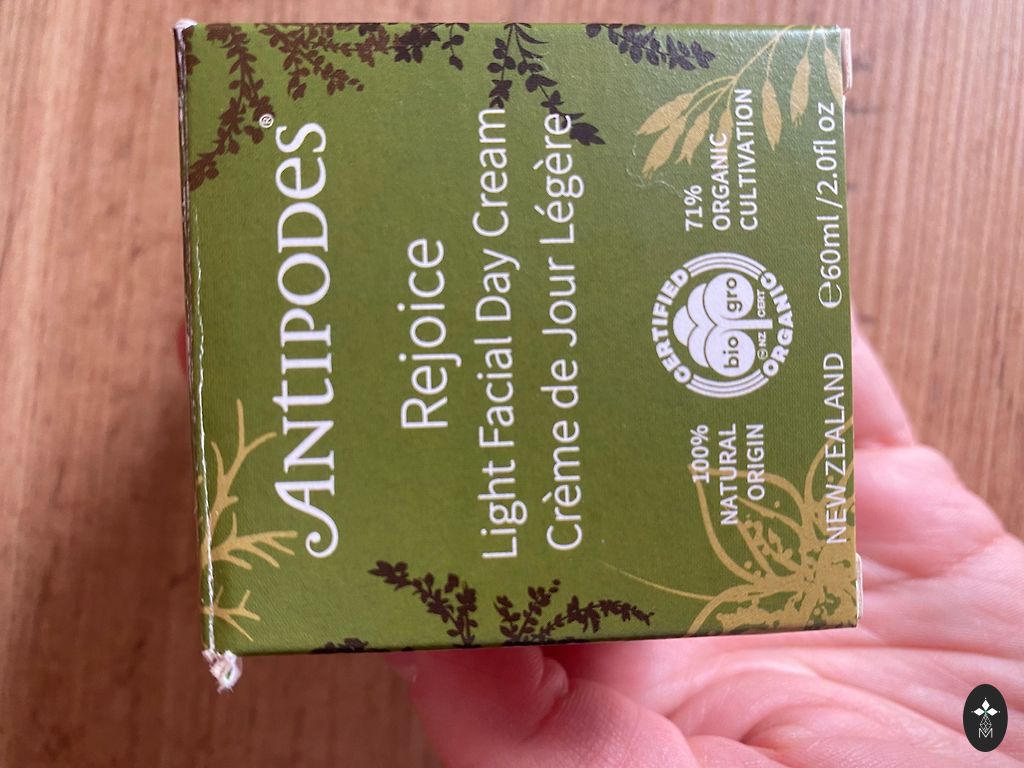 ANTIPODES®
Rejoice
Light Facial Day Cream
Crème de Jour Légère
100%
NATURAL
ORIGIN
CERTIFIED
bio gro
NZ CERT
ORGANIC
71%
ORGANIC
CULTIVATION
NEW ZEALAND
℮60ml / 2.0fl oz
M